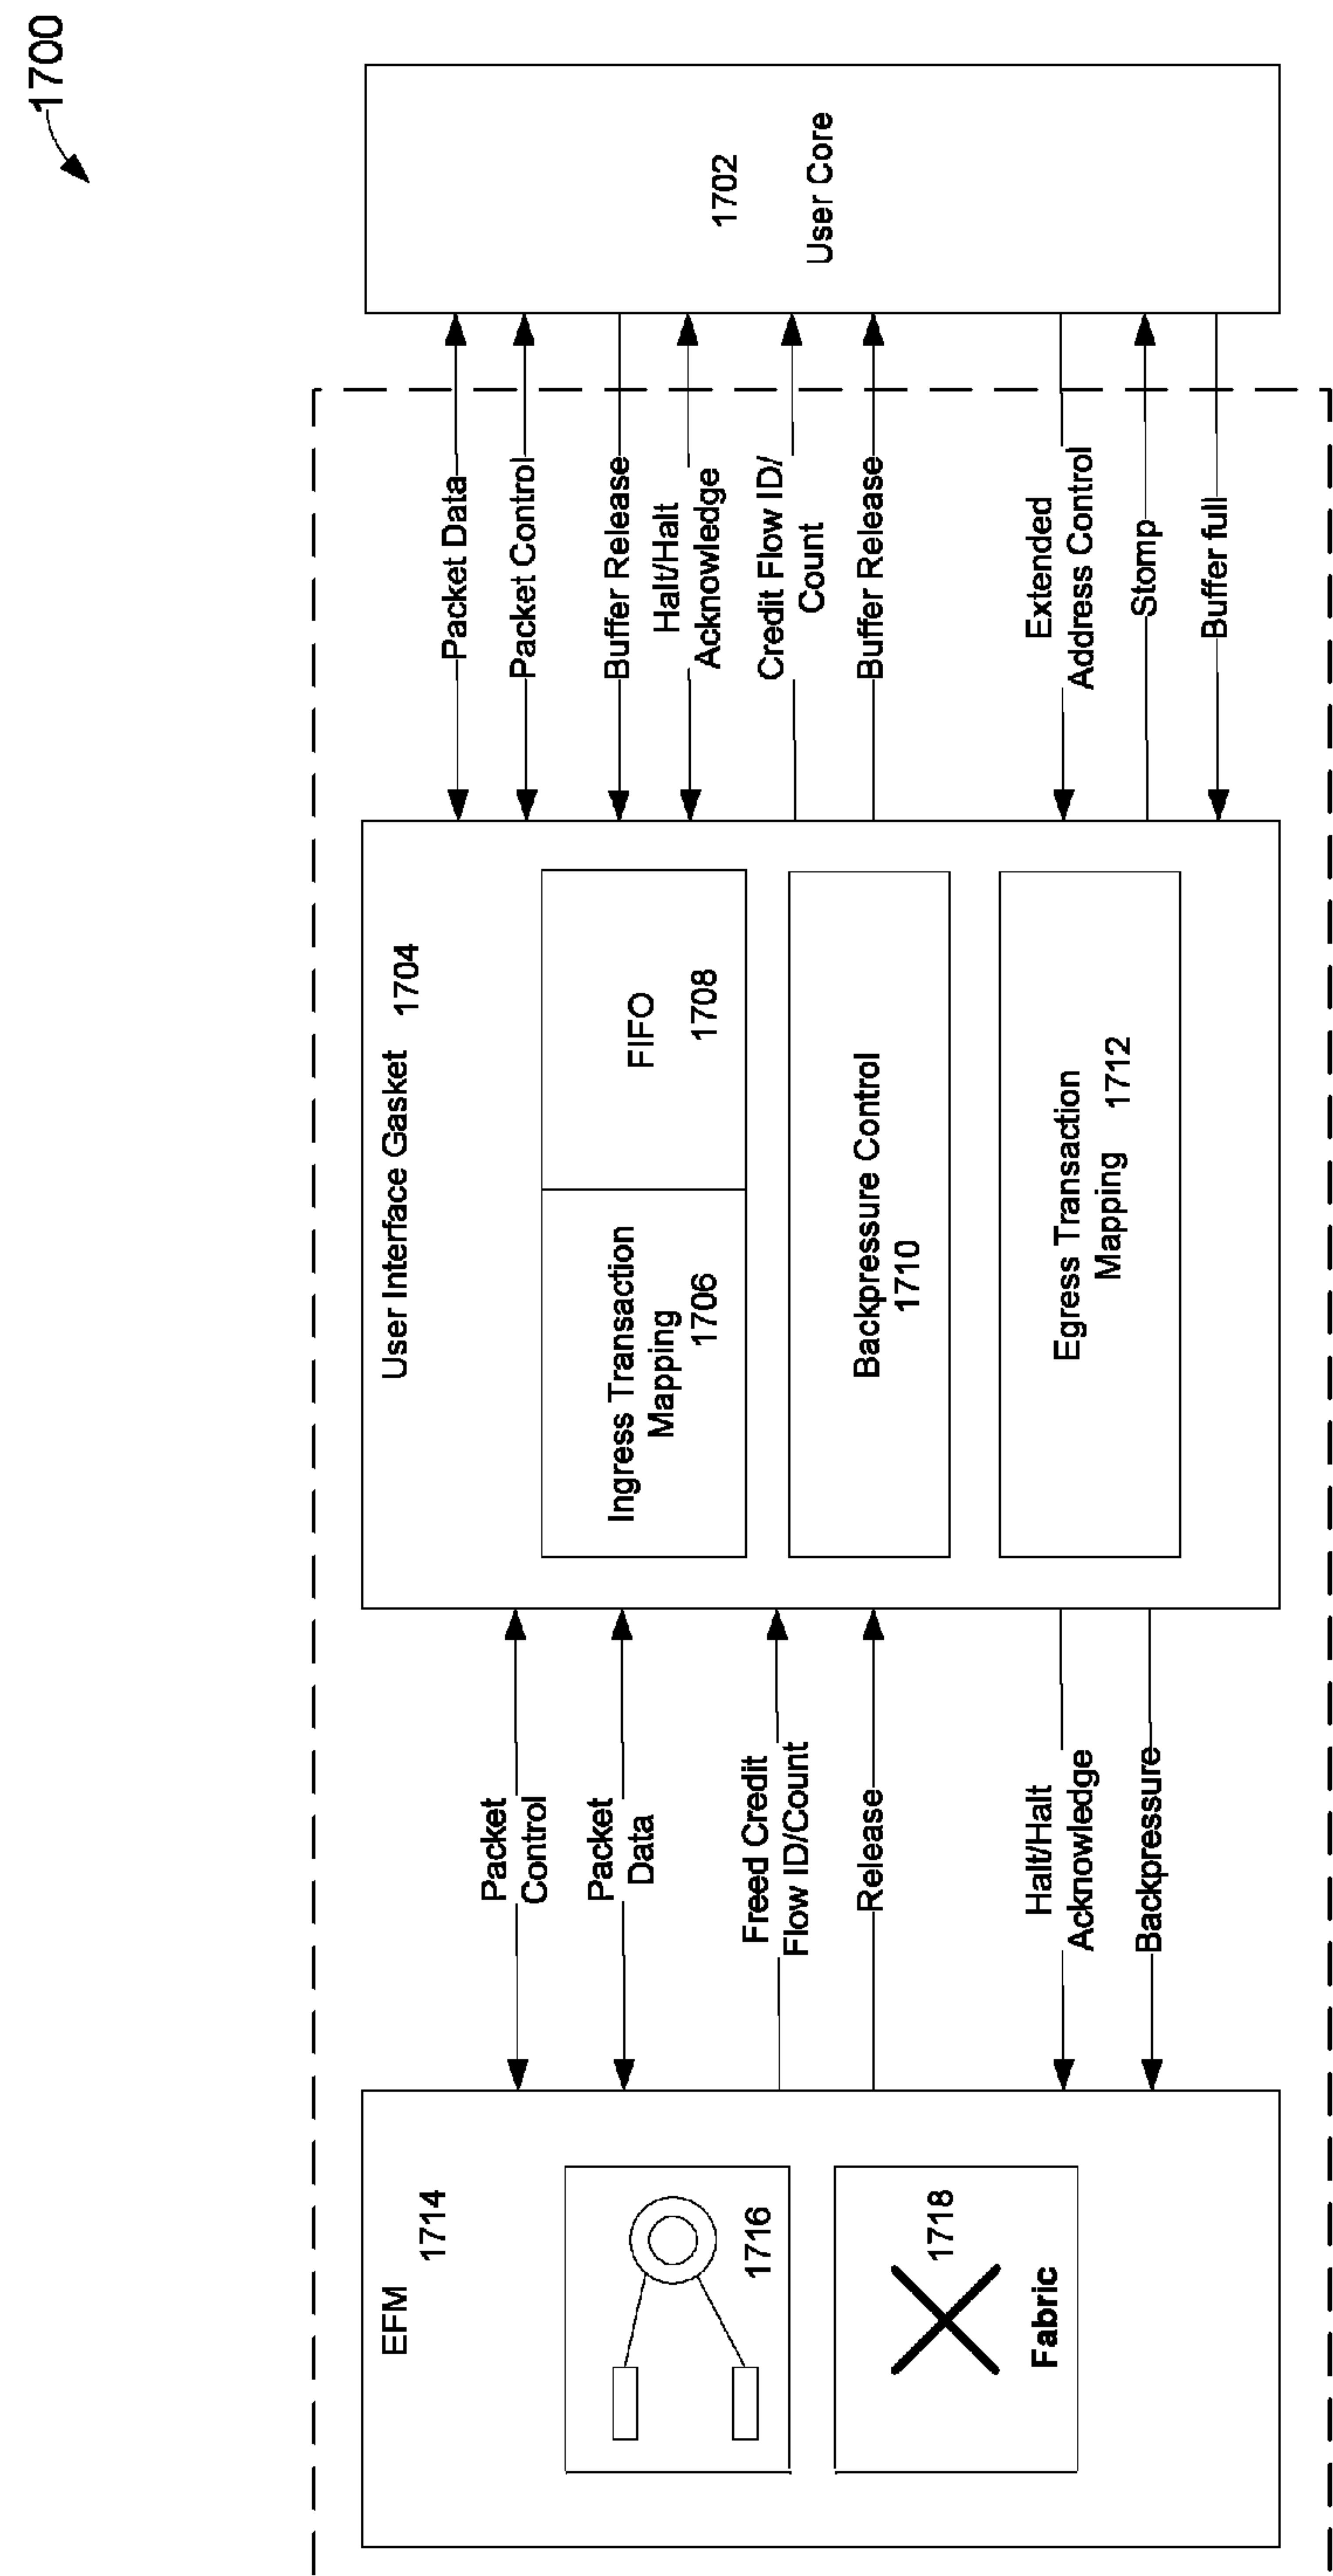 1700
EFM
1714
1716
1718
Fabric
Packet
Control
Packet
Data
Freed Credit
Flow ID/Count
Release
Halt/Halt
Acknowledge
Backpressure
User Interface Gasket 1704
Ingress Transaction
Mapping
1706
FIFO
1708
Backpressure Control
1710
Egress Transaction
Mapping 1712
Packet Data
Packet Control
Buffer Release
Halt/Halt
Acknowledge
Credit Flow ID/
Count
Buffer Release
Extended
Address Control
Stomp
Buffer full
1702
User Core